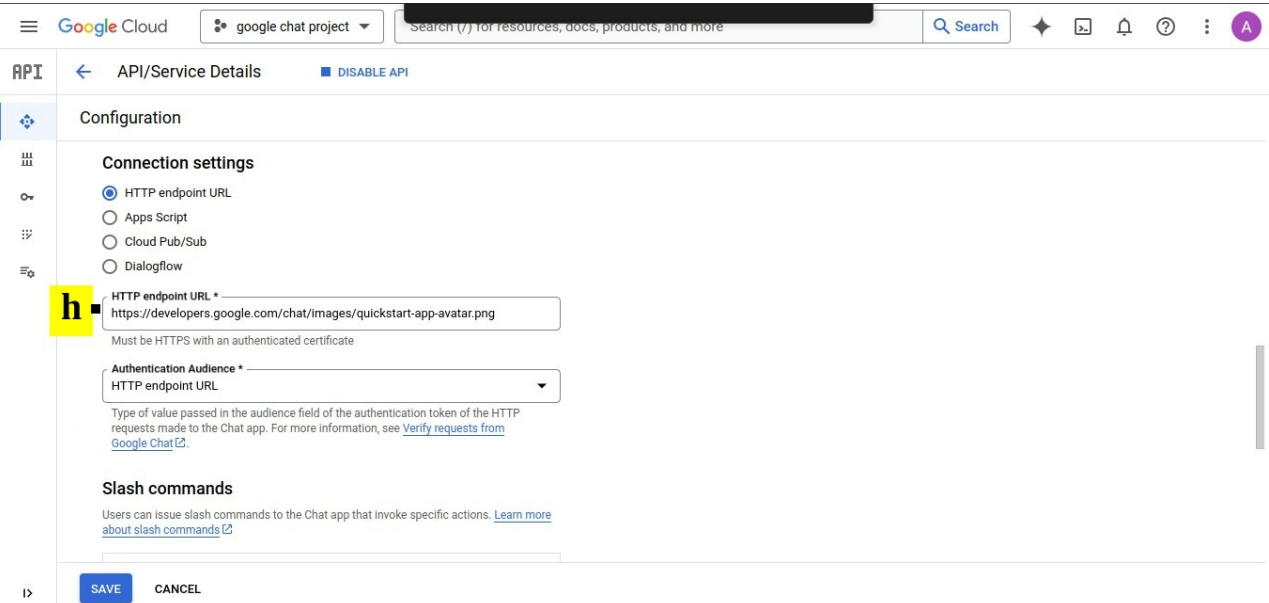 Google Cloud
google chat project
Search (/) for resources, docs, products, and more
Search
A
API
API/Service Details
DISABLE API
Configuration
Connection settings
HTTP endpoint URL
Apps Script
Cloud Pub/Sub
Dialogflow
h
HTTP endpoint URL *
https://developers.google.com/chat/images/quickstart-app-avatar.png
Must be HTTPS with an authenticated certificate
Authentication Audience *
HTTP endpoint URL
Type of value passed in the audience field of the authentication token of the HTTP
requests made to the Chat app. For more information, see Verify requests from
Google Chat.
Slash commands
Users can issue slash commands to the Chat app that invoke specific actions. Learn more
about slash commands
SAVE
CANCEL